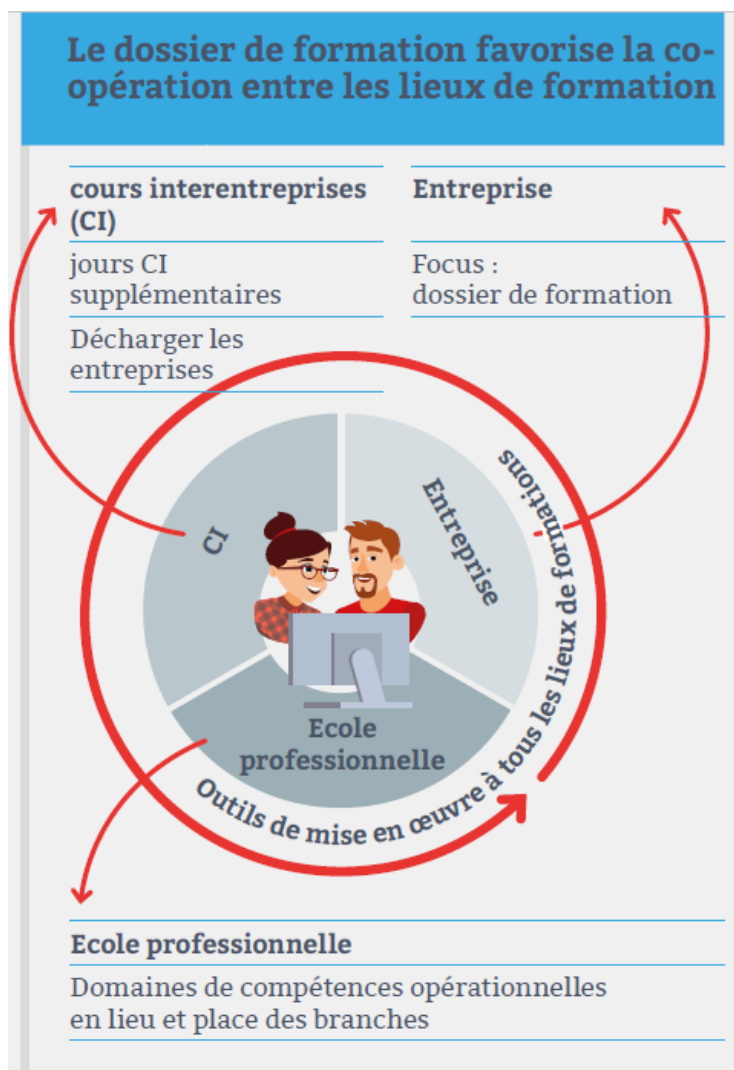 Le dossier de formation favorise la co-
opération entre les lieux de formation
cours interentreprises
(CI)
jours CI
supplémentaires
Décharger les
entreprises
Entreprise
Focus :
dossier de formation
CI
Entreprise
Ecole
professionnelle
Outils de mise en œuvre à tous les lieux de formations
Ecole professionnelle
Domaines de compétences opérationnelles
en lieu et place des branches